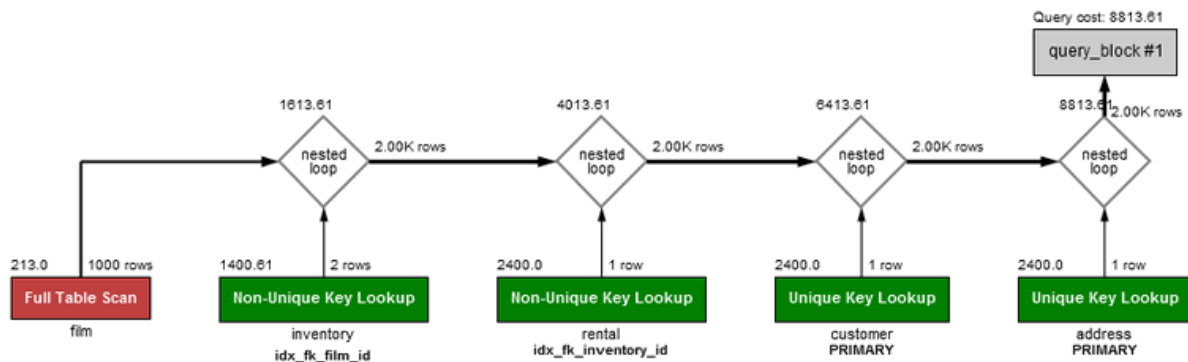 Query cost: 8813.61
query_block #1
1613.61
4013.61
6413.61
8813.61
2.00K rows
nested
loop
2.00K rows
nested
loop
2.00K rows
nested
loop
2.00K rows
nested
loop
213.0
1000 rows
1400.61
2 rows
2400.0
1 row
2400.0
1 row
2400.0
1 row
Full Table Scan
Non-Unique Key Lookup
Non-Unique Key Lookup
Unique Key Lookup
Unique Key Lookup
film
inventory
rental
customer
address
idx_fk_film_id
idx_fk_inventory_id
PRIMARY
PRIMARY